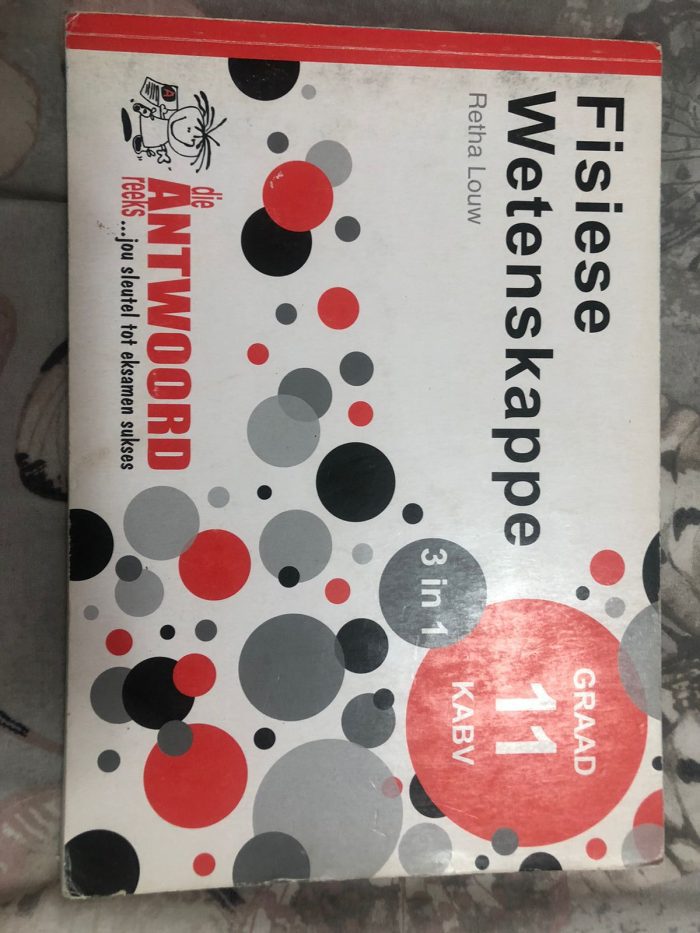 Fisiese
Wetenskappe
Retha Louw
3 in 1
GRAAD
11
KABV
die
ANTWOORD
reeks ...jou sleutel tot eksamen sukses
A